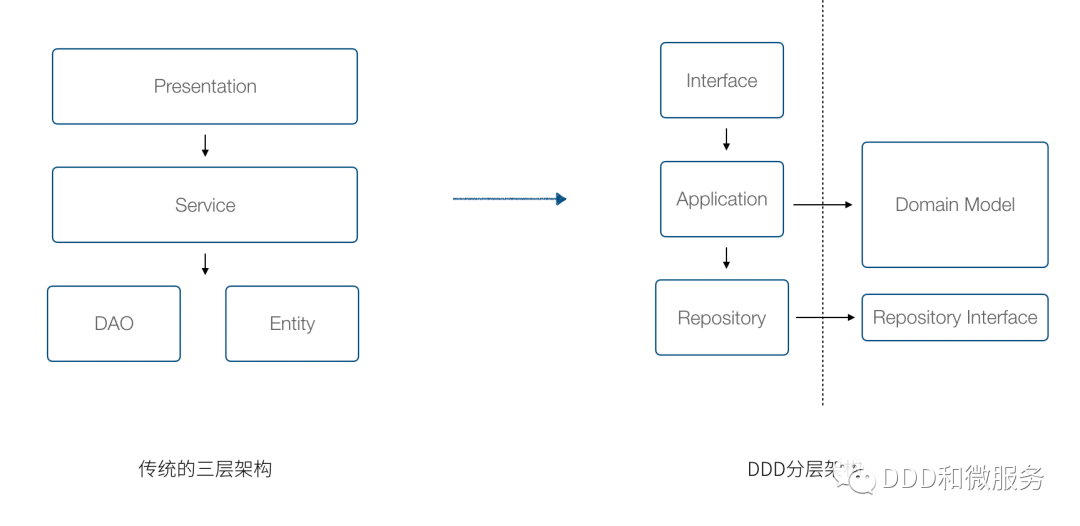 Presentation
Service
DAO
Entity
传统的三层架构
Interface
Application
Repository
Domain Model
Repository Interface
DDD分层架
DDD和微服务